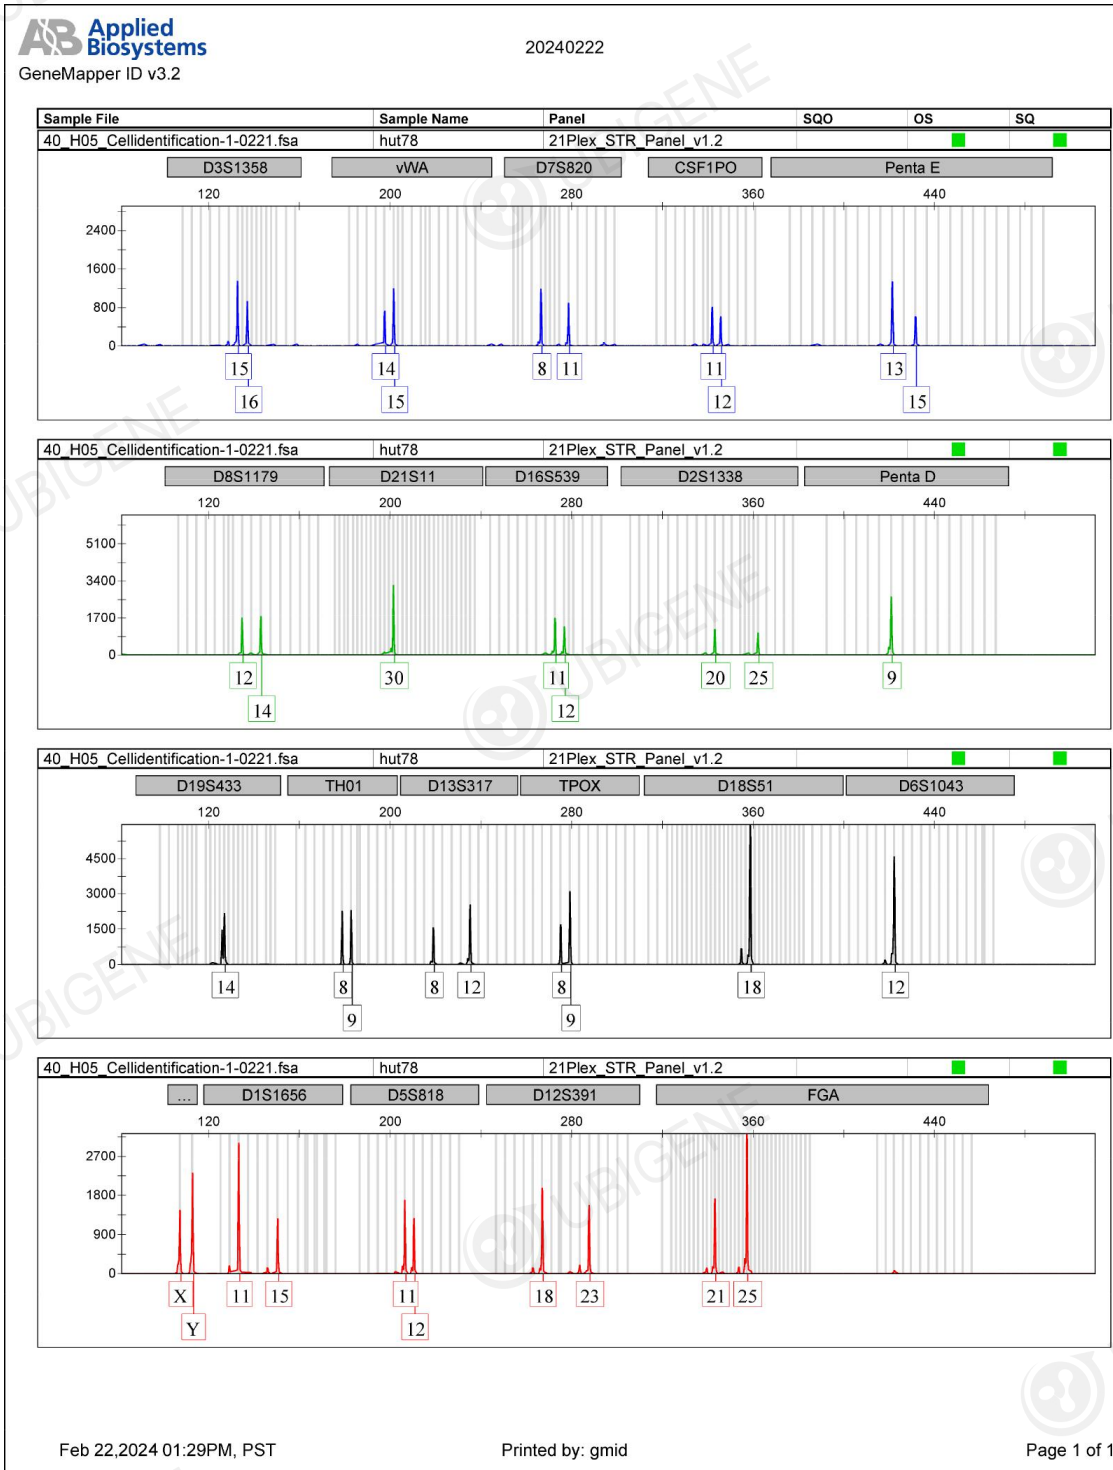 AB Applied Biosystems
20240222
GeneMapper ID v3.2
Sample File Sample Name Panel SQO OS SQ
40_H05_Cellidentification-1-0221.fsa hut78 21Plex_STR_Panel_v1.2
D3S1358 vWA D7S820 CSF1PO Penta E
120 200 280 360 440
2400
1600
800
0
15 14 8 11 11 13
16 15 12 15
40_H05_Cellidentification-1-0221.fsa hut78 21Plex_STR_Panel_v1.2
D8S1179 D21S11 D16S539 D2S1338 Penta D
120 200 280 360 440
5100
3400
1700
0
12 30 11 20 25 9
14 12
40_H05_Cellidentification-1-0221.fsa hut78 21Plex_STR_Panel_v1.2
D19S433 TH01 D13S317 TPOX D18S51 D6S1043
120 200 280 360 440
4500
3000
1500
0
14 8 8 12 8 18 12
9 9
40_H05_Cellidentification-1-0221.fsa hut78 21Plex_STR_Panel_v1.2
... D1S1656 D5S818 D12S391 FGA
120 200 280 360 440
2700
1800
900
0
X 11 15 11 18 23 21 25
Y 12
Feb 22,2024 01:29PM, PST Printed by: gmid Page 1 of 1
UBIGENE
UBIGENE
UBIGENE
UBIGENE
UBIGENE
UBIGENE